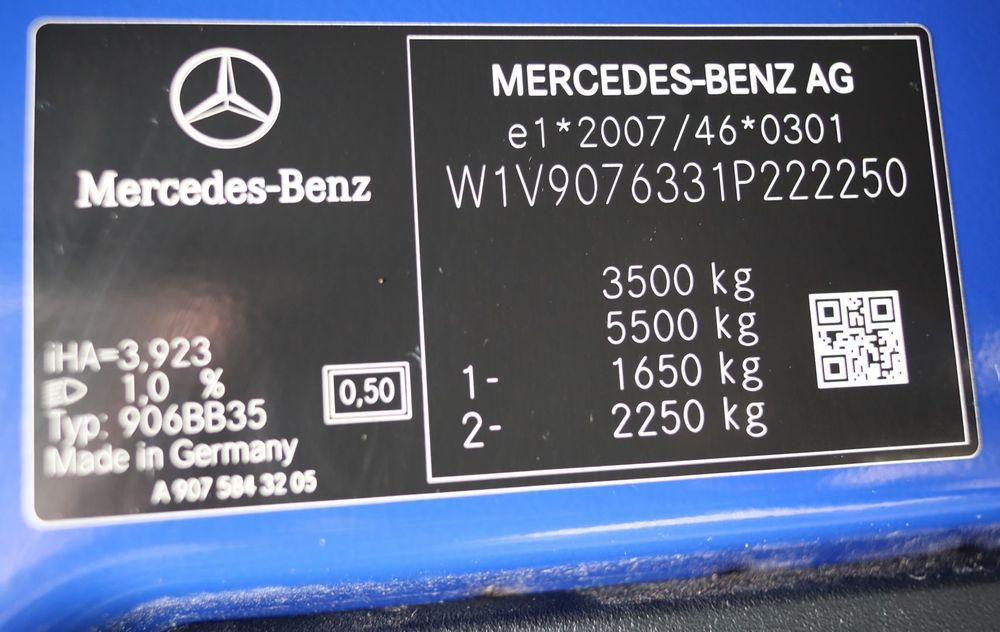 Mercedes-Benz
iHA=3,923
1,0 %
Typ: 906BB35
Made in Germany
A 907 584 32 05
0,50
MERCEDES-BENZ AG
e1*2007/46*0301
W1V9076331P222250
3500 kg
5500 kg
1- 1650 kg
2- 2250 kg